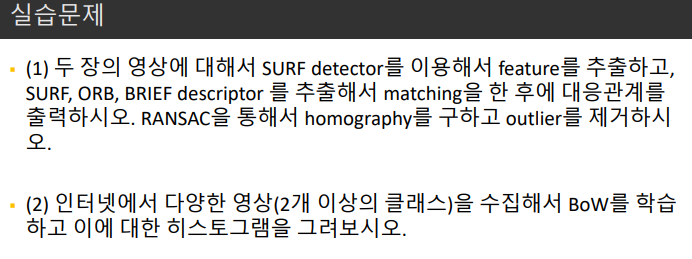 실습문제
(1) 두 장의 영상에 대해서 SURF detector를 이용해서 feature를 추출하고,
SURF, ORB, BRIEF descriptor 를 추출해서 matching을 한 후에 대응관계를
출력하시오. RANSAC을 통해서 homography를 구하고 outlier를 제거하시
오.
(2) 인터넷에서 다양한 영상(2개 이상의 클래스)을 수집해서 BoW를 학습
하고 이에 대한 히스토그램을 그려보시오.